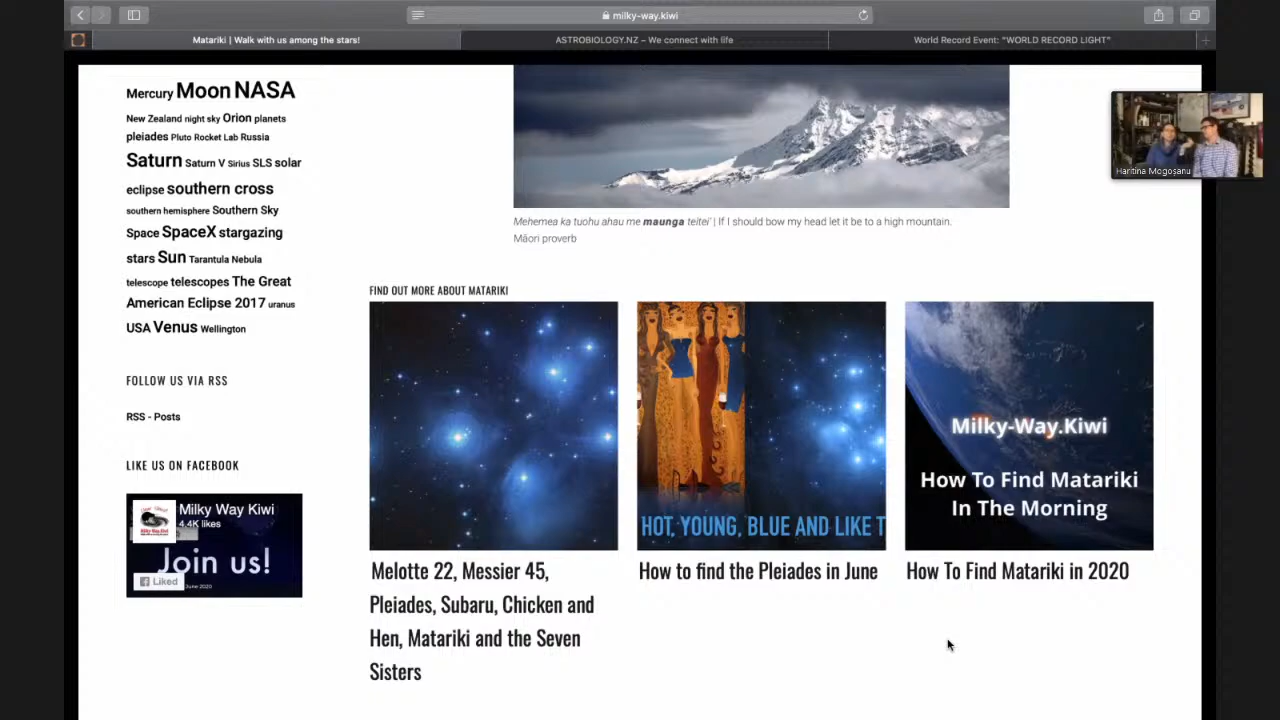 milky-way.kiwi
Matariki | Walk with us among the stars!
ASTROBIOLOGY.NZ – We connect with life
World Record Event: "WORLD RECORD LIGHT"
Mercury Moon NASA
New Zealand night sky Orion planets
pleiades Pluto Rocket Lab Russia
Saturn Saturn V Sirius SLS solar
eclipse southern cross
southern hemisphere Southern Sky
Space SpaceX stargazing
stars Sun Tarantula Nebula
telescope telescopes The Great
American Eclipse 2017 uranus
USA Venus Wellington
FOLLOW US VIA RSS
RSS - Posts
LIKE US ON FACEBOOK
Milky Way Kiwi
4.4K likes
Join us!
Liked
June 2020
Haritina Mogoșanu
Mehemea ka tuohu ahau me maunga teitei' | If I should bow my head let it be to a high mountain.
Māori proverb
FIND OUT MORE ABOUT MATARIKI
HOT, YOUNG, BLUE AND LIKE T
Milky-Way.Kiwi
How To Find Matariki
In The Morning
Melotte 22, Messier 45,
Pleiades, Subaru, Chicken and
Hen, Matariki and the Seven
Sisters
How to find the Pleiades in June
How To Find Matariki in 2020